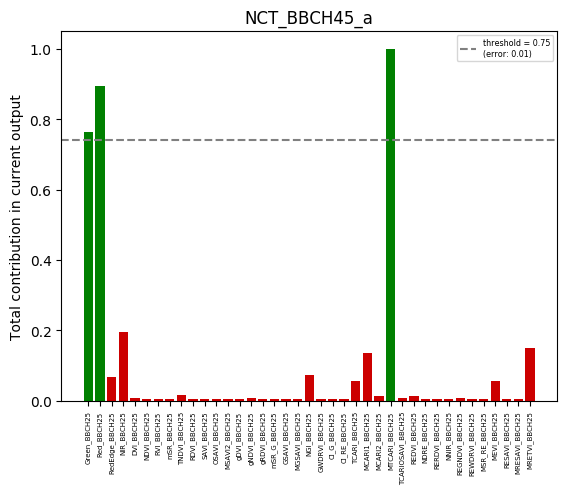 NCT_BBCH45_a
threshold = 0.75
(error: 0.01)
Total contribution in current output
1.0
0.8
0.6
0.4
0.2
0.0
Green_BBCH25
Red_BBCH25
RedEdge_BBCH25
NIR_BBCH25
DVI_BBCH25
NDVI_BBCH25
RVI_BBCH25
mSR_BBCH25
TNDVI_BBCH25
RDVI_BBCH25
SAVI_BBCH25
OSAVI_BBCH25
MSAVI2_BBCH25
gDVI_BBCH25
gNDVI_BBCH25
gRDVI_BBCH25
mSR_G_BBCH25
GSAVI_BBCH25
MGSAVI_BBCH25
NGI_BBCH25
GWDRVI_BBCH25
CI_G_BBCH25
CI_RE_BBCH25
TCARI_BBCH25
MCARI1_BBCH25
MCARI2_BBCH25
MTCARI_BBCH25
TCARIOSAVI_BBCH25
REDVI_BBCH25
NDRE_BBCH25
RERDVI_BBCH25
NNIR_BBCH25
REGNDVI_BBCH25
REWDRVI_BBCH25
MSR_RE_BBCH25
MEVI_BBCH25
RESAVI_BBCH25
MRESAVI_BBCH25
MRETVI_BBCH25